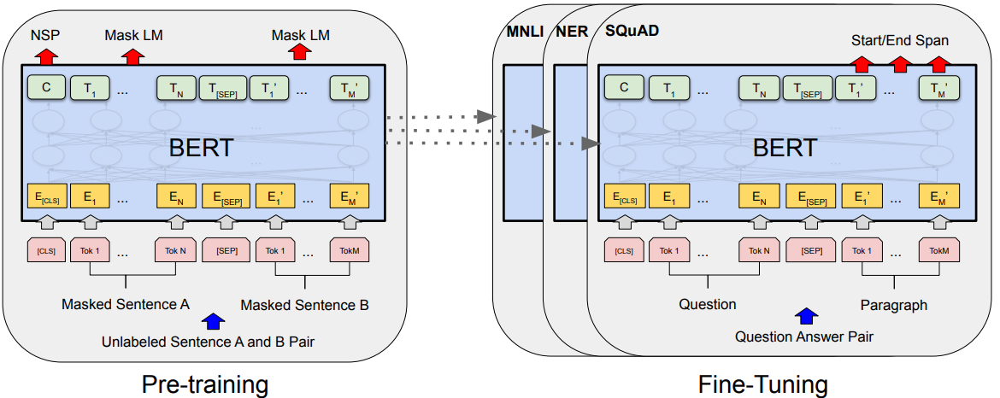 NSP Mask LM Mask LM
C T1 ... TN T[SEP] T1’ ... TM’
...
BERT
...
E[CLS] E1 ... EN E[SEP] E1’ ... EM’
[CLS] Tok 1 ... Tok N [SEP] Tok 1 ... TokM
Masked Sentence A Masked Sentence B
Unlabeled Sentence A and B Pair
Pre-training
MNLI NER SQuAD
Start/End Span
C T1 ... TN T[SEP] T1’ ... TM’
...
BERT
...
E[CLS] E1 ... EN E[SEP] E1’ ... EM’
[CLS] Tok 1 ... Tok N [SEP] Tok 1 ... TokM
Question Paragraph
Question Answer Pair
Fine-Tuning